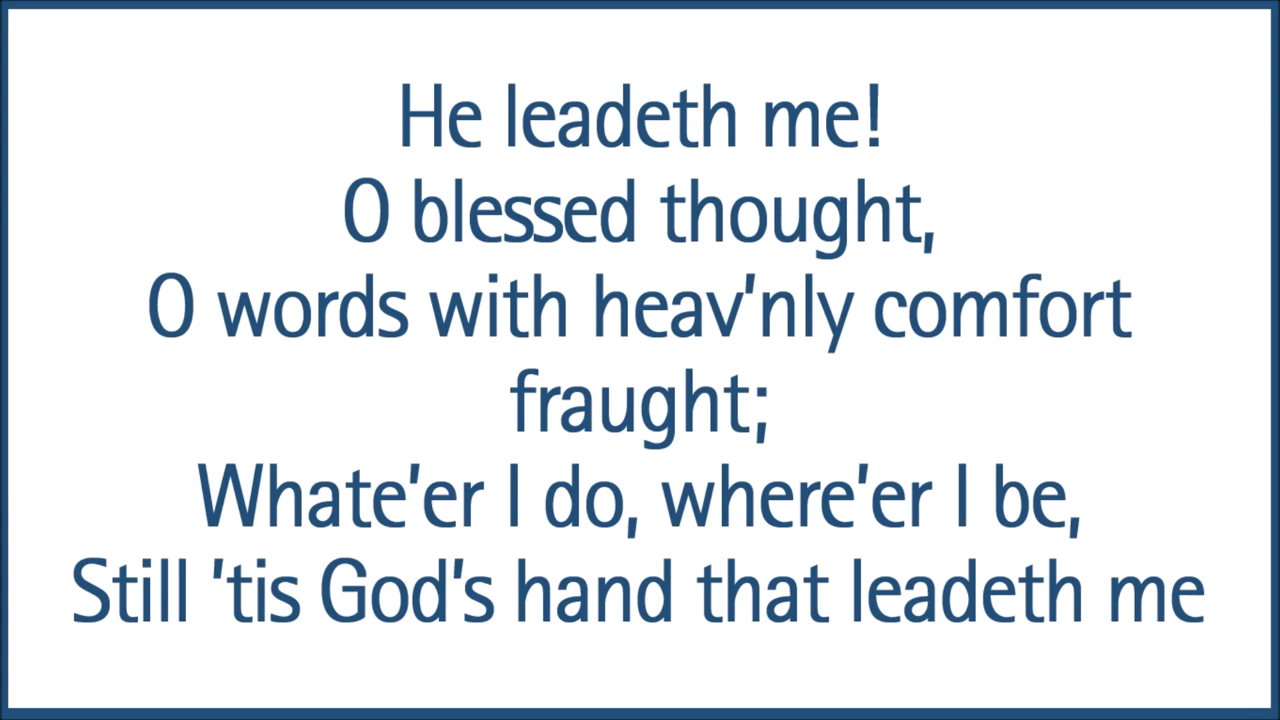 He leadeth me!
O blessed thought,
O words with heav’nly comfort
fraught;
Whate’er I do, where’er I be,
Still ’tis God’s hand that leadeth me